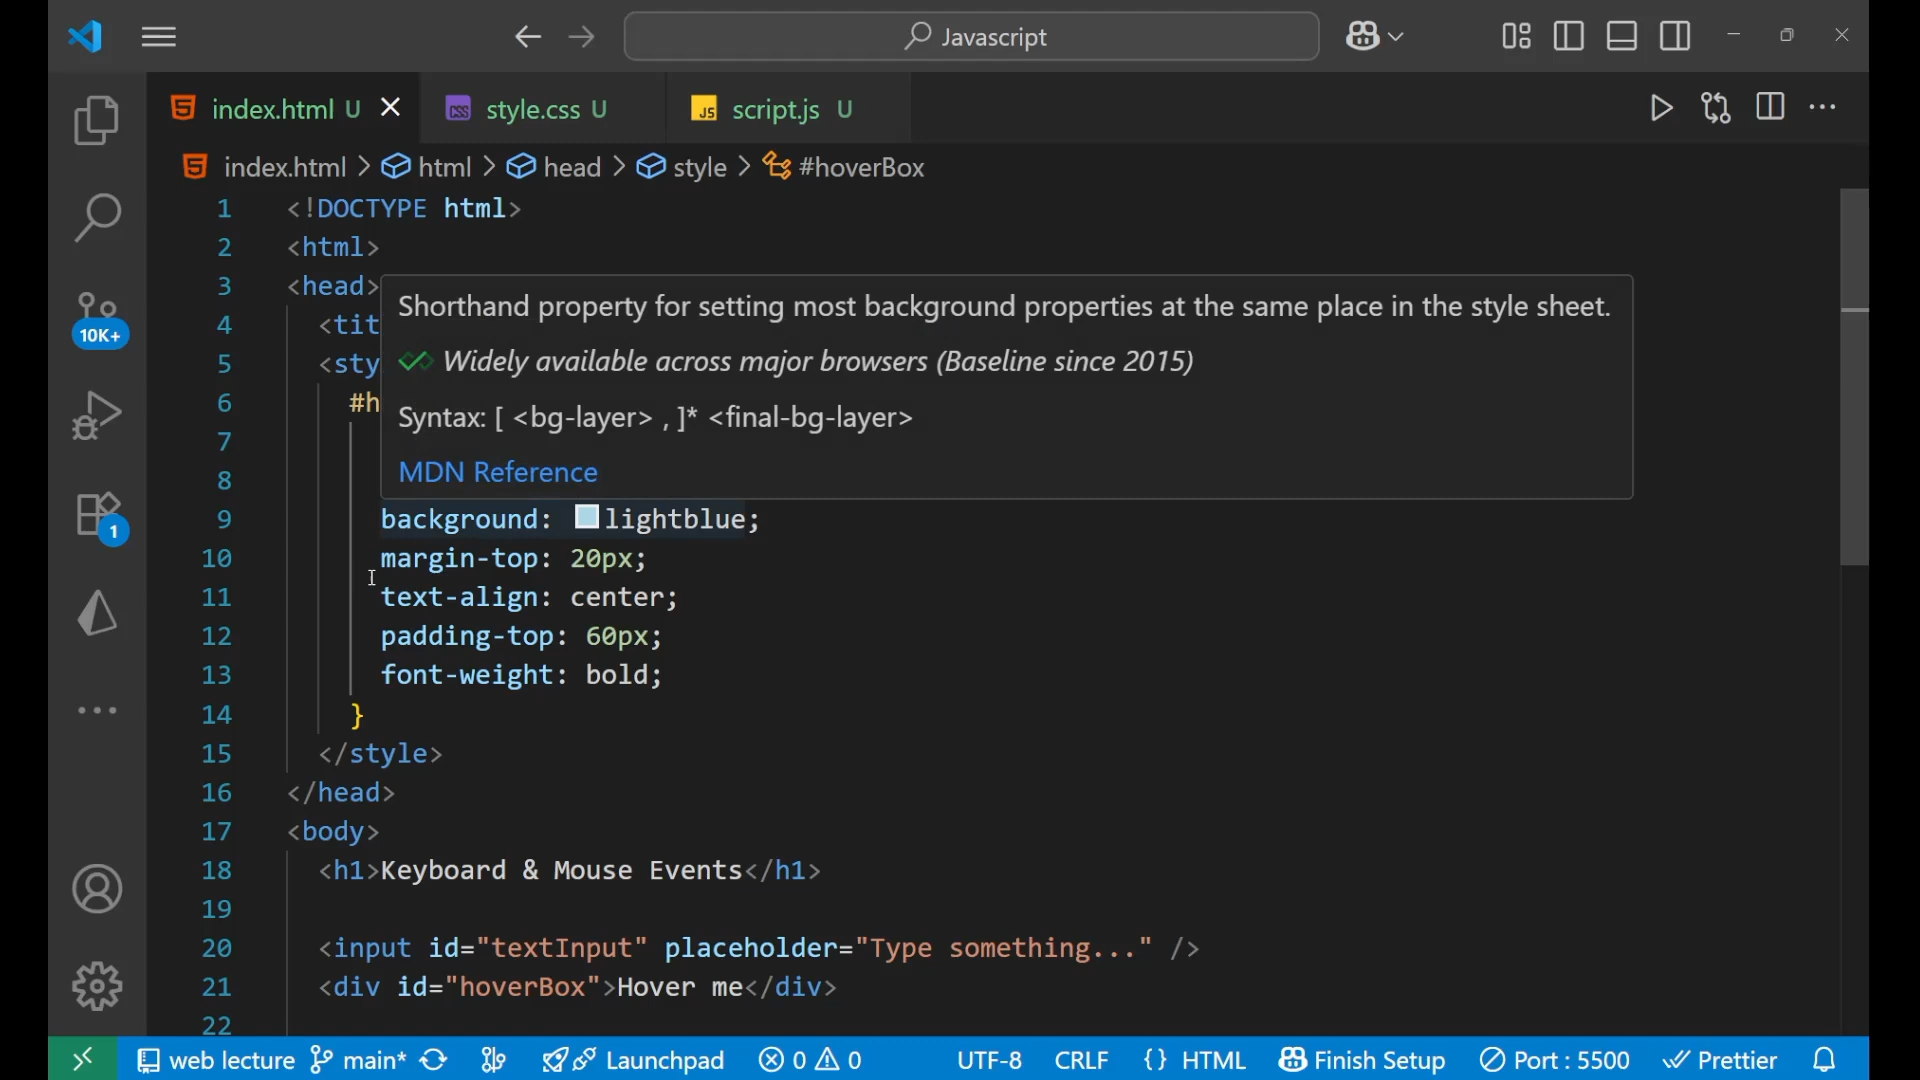 Javascript
index.html U
style.css U
script.js U
index.html > html > head > style > #hoverBox
1 <!DOCTYPE html>
2 <html>
3 <head>
4 <tit
5 <sty
6 #h
7
8
Shorthand property for setting most background properties at the same place in the style sheet.
Widely available across major browsers (Baseline since 2015)
Syntax: [ <bg-layer> , ]* <final-bg-layer>
MDN Reference
9 background: lightblue;
10 margin-top: 20px;
11 text-align: center;
12 padding-top: 60px;
13 font-weight: bold;
14 }
15 </style>
16 </head>
17 <body>
18 <h1>Keyboard & Mouse Events</h1>
19
20 <input id="textInput" placeholder="Type something..." />
21 <div id="hoverBox">Hover me</div>
22
10K+
1
web lecture main* Launchpad 0 0 UTF-8 CRLF {} HTML Finish Setup Port : 5500 Prettier